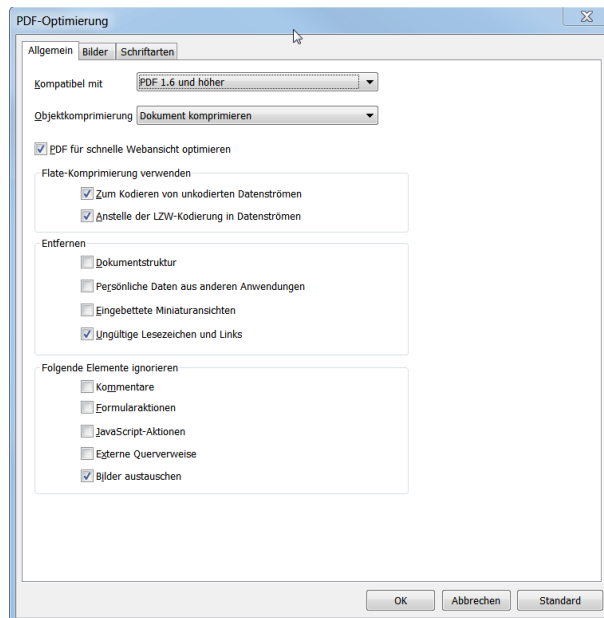 PDF-Optimierung
Allgemein Bilder Schriftarten
Kompatibel mit PDF 1.6 und höher
Objektkomprimierung Dokument komprimieren
PDF für schnelle Webansicht optimieren
Flate-Komprimierung verwenden
Zum Kodieren von unkodierten Datenströmen
Anstelle der LZW-Kodierung in Datenströmen
Entfernen
Dokumentstruktur
Persönliche Daten aus anderen Anwendungen
Eingebettete Miniaturansichten
Ungültige Lesezeichen und Links
Folgende Elemente ignorieren
Kommentare
Formularaktionen
JavaScript-Aktionen
Externe Querverweise
Bilder austauschen
OK Abbrechen Standard